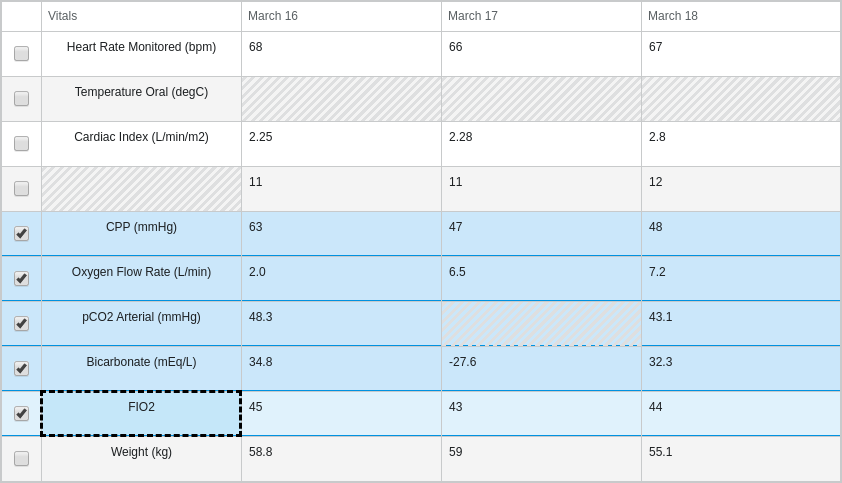 Vitals March 16 March 17 March 18
Heart Rate Monitored (bpm) 68 66 67
Temperature Oral (degC)
Cardiac Index (L/min/m2) 2.25 2.28 2.8
11 11 12
CPP (mmHg) 63 47 48
Oxygen Flow Rate (L/min) 2.0 6.5 7.2
pCO2 Arterial (mmHg) 48.3 43.1
Bicarbonate (mEq/L) 34.8 -27.6 32.3
FIO2 45 43 44
Weight (kg) 58.8 59 55.1